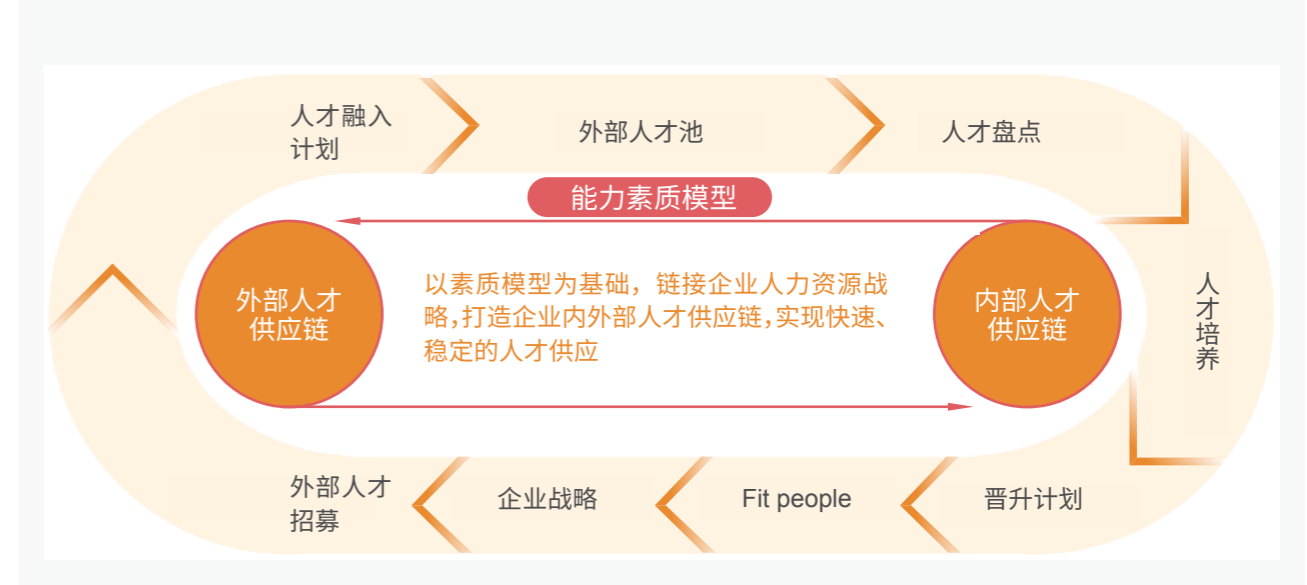 人才融入
计划
外部人才池
人才盘点
能力素质模型
外部人才
供应链
以素质模型为基础，链接企业人力资源战
略，打造企业内外部人才供应链，实现快速、
稳定的人才供应
内部人才
供应链
人才培养
外部人才
招募
企业战略
Fit people
晋升计划